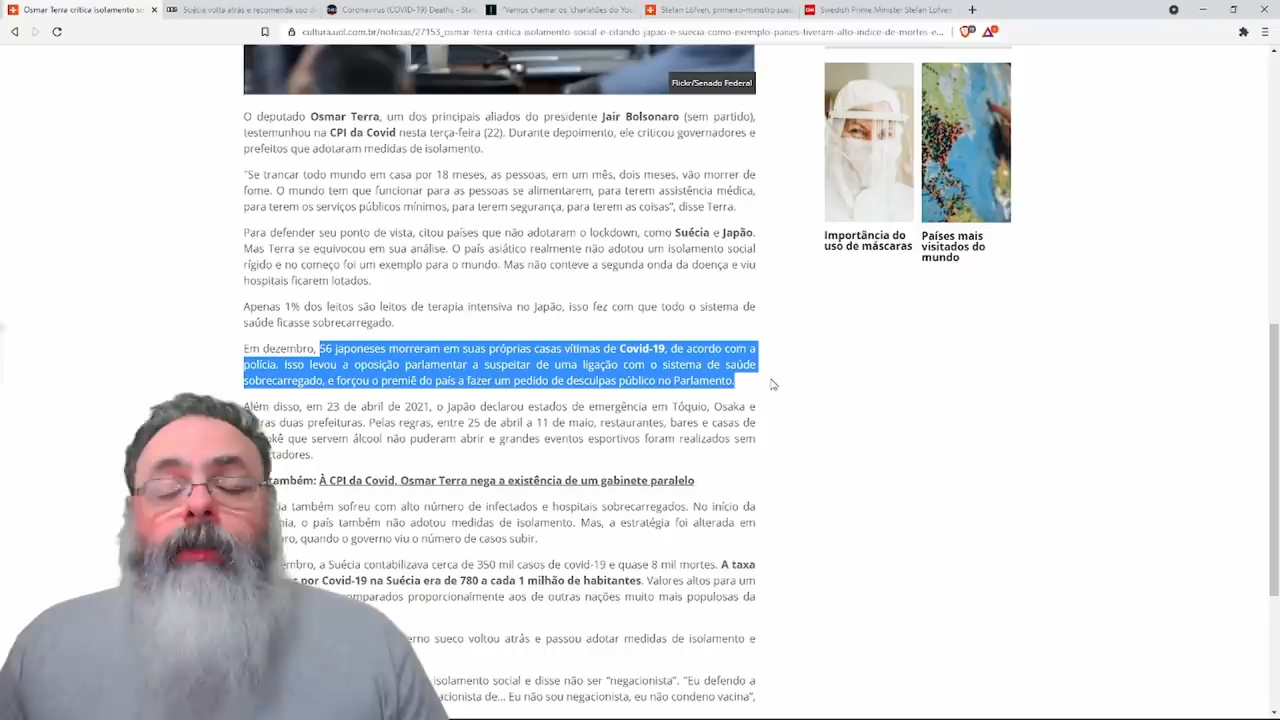 Osmar Terra critica isolamento so
Suécia volta atrás e recomenda uso d
Coronavirus (COVID-19) Deaths - Stat
"Vamos chamar os 'charlatões do You
Stefan Löfven, primeiro-ministro suec
Swedish Prime Minister Stefan Lofven
cultura.uol.com.br/noticias/27153_osmar-terra-critica-isolamento-social-e-citando-japao-e-suecia-como-exemplo-paises-tiveram-alto-indice-de-mortes-e...
Flickr/Senado Federal
O deputado Osmar Terra, um dos principais aliados do presidente Jair Bolsonaro (sem partido),
testemunhou na CPI da Covid nesta terça-feira (22). Durante depoimento, ele criticou governadores e
prefeitos que adotaram medidas de isolamento.
"Se trancar todo mundo em casa por 18 meses, as pessoas, em um mês, dois meses, vão morrer de
fome. O mundo tem que funcionar para as pessoas se alimentarem, para terem assistência médica,
para terem os serviços públicos mínimos, para terem segurança, para terem as coisas", disse Terra.
Para defender seu ponto de vista, citou países que não adotaram o lockdown, como Suécia e Japão.
Mas Terra se equivocou em sua análise. O país asiático realmente não adotou um isolamento social
rígido e no começo foi um exemplo para o mundo. Mas não conteve a segunda onda da doença e viu
hospitais ficarem lotados.
Apenas 1% dos leitos são leitos de terapia intensiva no Japão, isso fez com que todo o sistema de
saúde ficasse sobrecarregado.
Em dezembro, 56 japoneses morreram em suas próprias casas vítimas de Covid-19, de acordo com a
polícia. Isso levou a oposição parlamentar a suspeitar de uma ligação com o sistema de saúde
sobrecarregado, e forçou o premiê do país a fazer um pedido de desculpas público no Parlamento.
Além disso, em 23 de abril de 2021, o Japão declarou estados de emergência em Tóquio, Osaka e
ras duas prefeituras. Pelas regras, entre 25 de abril a 11 de maio, restaurantes, bares e casas de
kê que servem álcool não puderam abrir e grandes eventos esportivos foram realizados sem
ctadores.
também: À CPI da Covid, Osmar Terra nega a existência de um gabinete paralelo
ia também sofreu com alto número de infectados e hospitais sobrecarregados. No início da
nia, o país também não adotou medidas de isolamento. Mas, a estratégia foi alterada em
ro, quando o governo viu o número de casos subir.
embro, a Suécia contabilizava cerca de 350 mil casos de covid-19 e quase 8 mil mortes. A taxa
por Covid-19 na Suécia era de 780 a cada 1 milhão de habitantes. Valores altos para um
mparados proporcionalmente aos de outras nações muito mais populosas da
erno sueco voltou atrás e passou adotar medidas de isolamento e
isolamento social e disse não ser "negacionista". "Eu defendo a
acionista de... Eu não sou negacionista, eu não condeno vacina",
Importância do
uso de máscaras
Países mais
visitados do
mundo